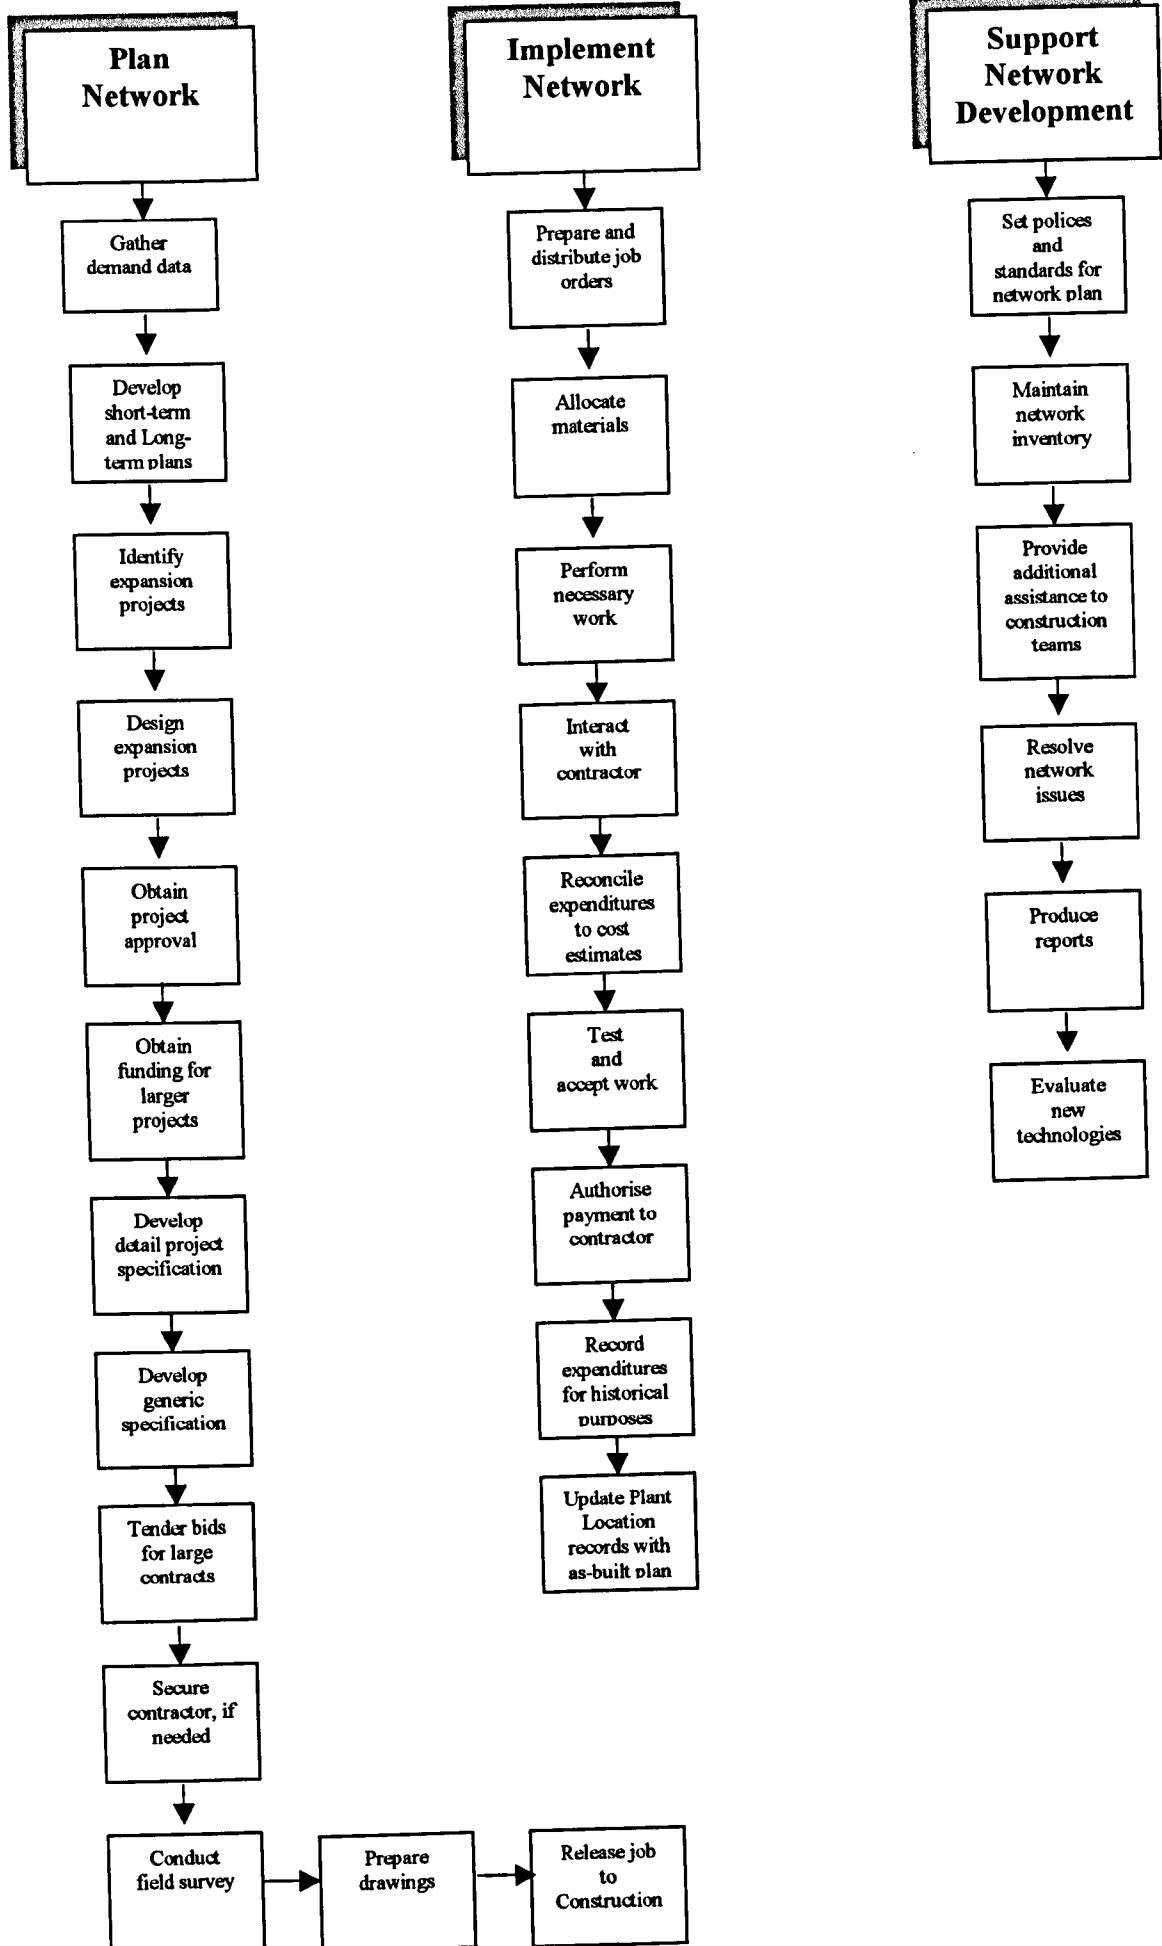 Plan
Network
Gather
demand data
Develop
short-term
and Long-
term plans
Identify
expansion
projects
Design
expansion
projects
Obtain
project
approval
Obtain
funding for
larger
projects
Develop
detail project
specification
Develop
generic
specification
Tender bids
for large
contracts
Secure
contractor, if
needed
Conduct
field survey
Prepare
drawings
Release job
to
Construction
Implement
Network
Prepare and
distribute job
orders
Allocate
materials
Perform
necessary
work
Interact
with
contractor
Reconcile
expenditures
to cost
estimates
Test
and
accept work
Authorise
payment to
contractor
Record
expenditures
for historical
purposes
Update Plant
Location
records with
as-built plan
Support
Network
Development
Set polices
and
standards for
network plan
Maintain
network
inventory
Provide
additional
assistance to
construction
teams
Resolve
network
issues
Produce
reports
Evaluate
new
technologies